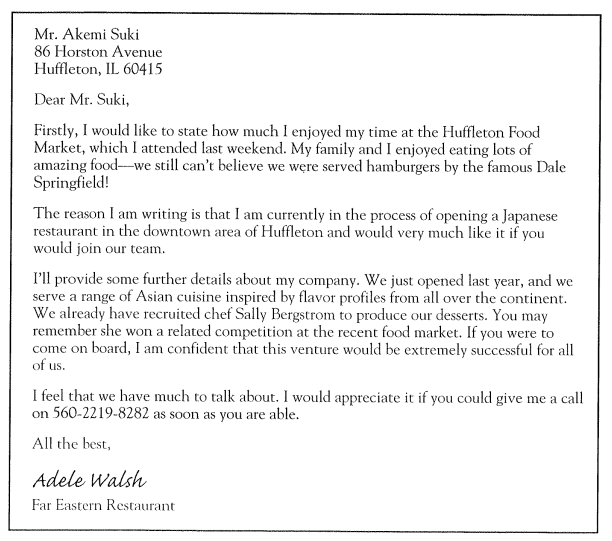 Mr. Akemi Suki
86 Horston Avenue
Huffleton, IL 60415
Dear Mr. Suki,
Firstly, I would like to state how much I enjoyed my time at the Huffleton Food
Market, which I attended last weekend. My family and I enjoyed eating lots of
amazing food—we still can't believe we were served hamburgers by the famous Dale
Springfield!
The reason I am writing is that I am currently in the process of opening a Japanese
restaurant in the downtown area of Huffleton and would very much like it if you
would join our team.
I'll provide some further details about my company. We just opened last year, and we
serve a range of Asian cuisine inspired by flavor profiles from all over the continent.
We already have recruited chef Sally Bergstrom to produce our desserts. You may
remember she won a related competition at the recent food market. If you were to
come on board, I am confident that this venture would be extremely successful for all
of us.
I feel that we have much to talk about. I would appreciate it if you could give me a call
on 560-2219-8282 as soon as you are able.
All the best,
Adele Walsh
Far Eastern Restaurant